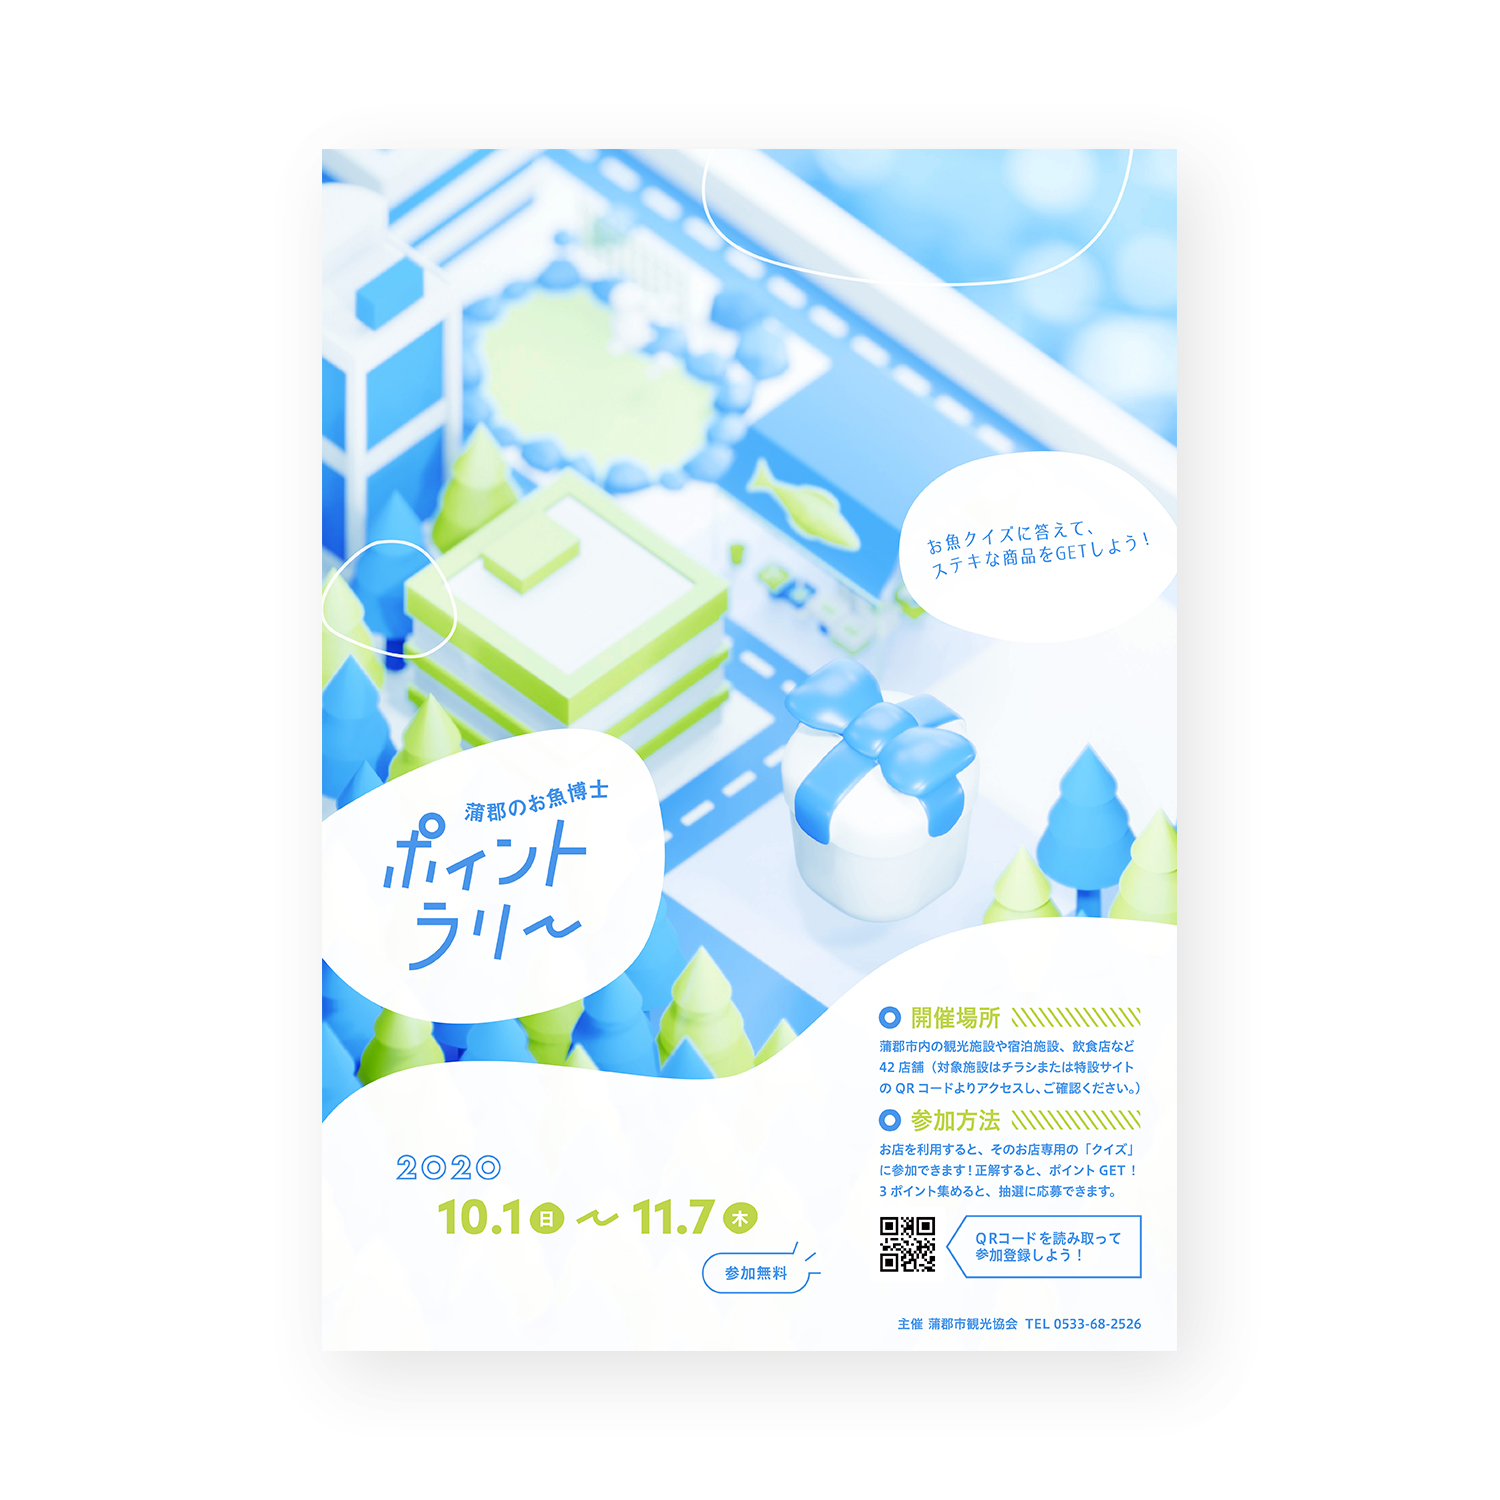 お魚クイズに答えて、
ステキな商品をGETしよう！
蒲郡のお魚博士
ポイント
ラリー
開催場所
蒲郡市内の観光施設や宿泊施設、飲食店など
42店舗（対象施設はチラシまたは特設サイト
のQRコードよりアクセスし、ご確認ください。）
参加方法
お店を利用すると、そのお店専用の「クイズ」
に参加できます！正解すると、ポイントGET！
3ポイント集めると、抽選に応募できます。
2020
10.1日〜11.7木
参加無料
QRコードを読み取って
参加登録しよう！
主催 蒲郡市観光協会 TEL 0533-68-2526